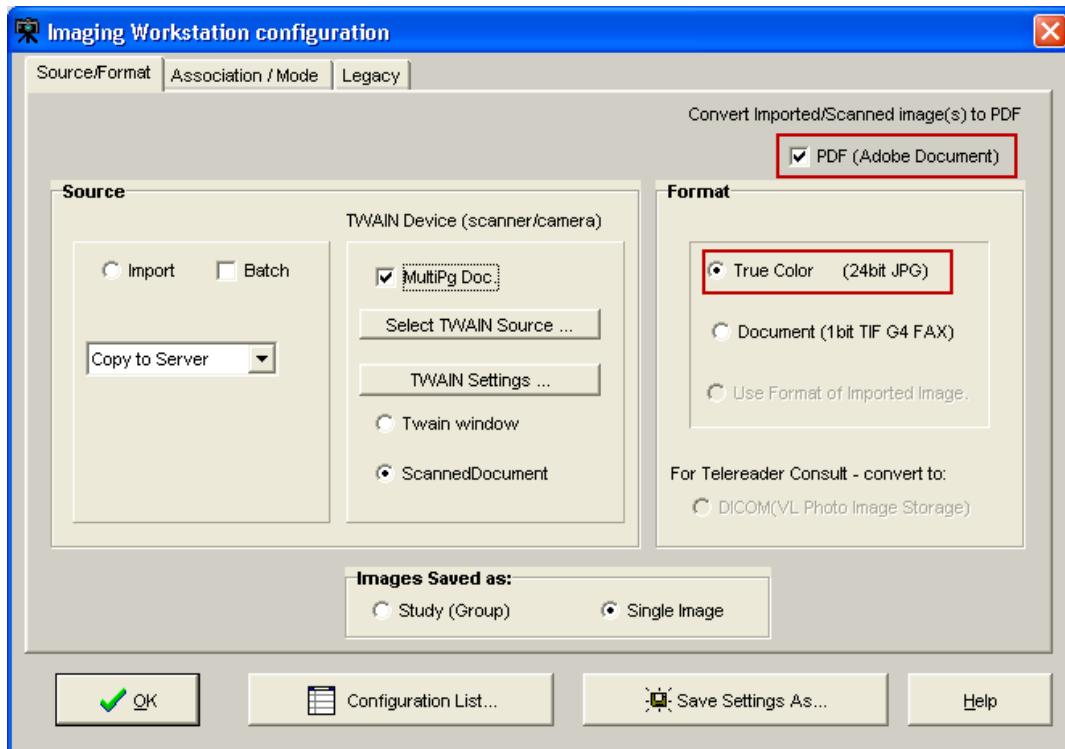 Imaging Workstation configuration
Source/Format Association / Mode Legacy
Convert Imported/Scanned image(s) to PDF
PDF (Adobe Document)
Source
TWAIN Device (scanner/camera)
Import Batch
Copy to Server
MultiPg Doc.
Select TWAIN Source ...
TWAIN Settings ...
Twain window
ScannedDocument
Format
True Color (24bit JPG)
Document (1bit TIF G4 FAX)
Use Format of Imported Image.
For Telereader Consult - convert to:
DICOM(VL Photo Image Storage)
Images Saved as:
Study (Group) Single Image
OK Configuration List... Save Settings As... Help